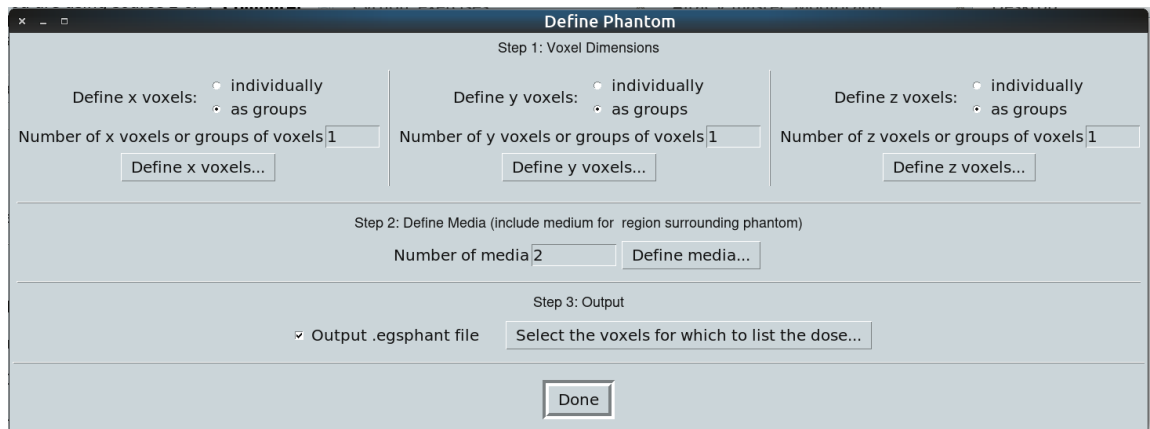 Define Phantom
Step 1: Voxel Dimensions
Define x voxels:
individually
as groups
Number of x voxels or groups of voxels 1
Define x voxels...
Define y voxels:
individually
as groups
Number of y voxels or groups of voxels 1
Define y voxels...
Define z voxels:
individually
as groups
Number of z voxels or groups of voxels 1
Define z voxels...
Step 2: Define Media (include medium for region surrounding phantom)
Number of media 2 Define media...
Step 3: Output
Output .egsphant file Select the voxels for which to list the dose...
Done